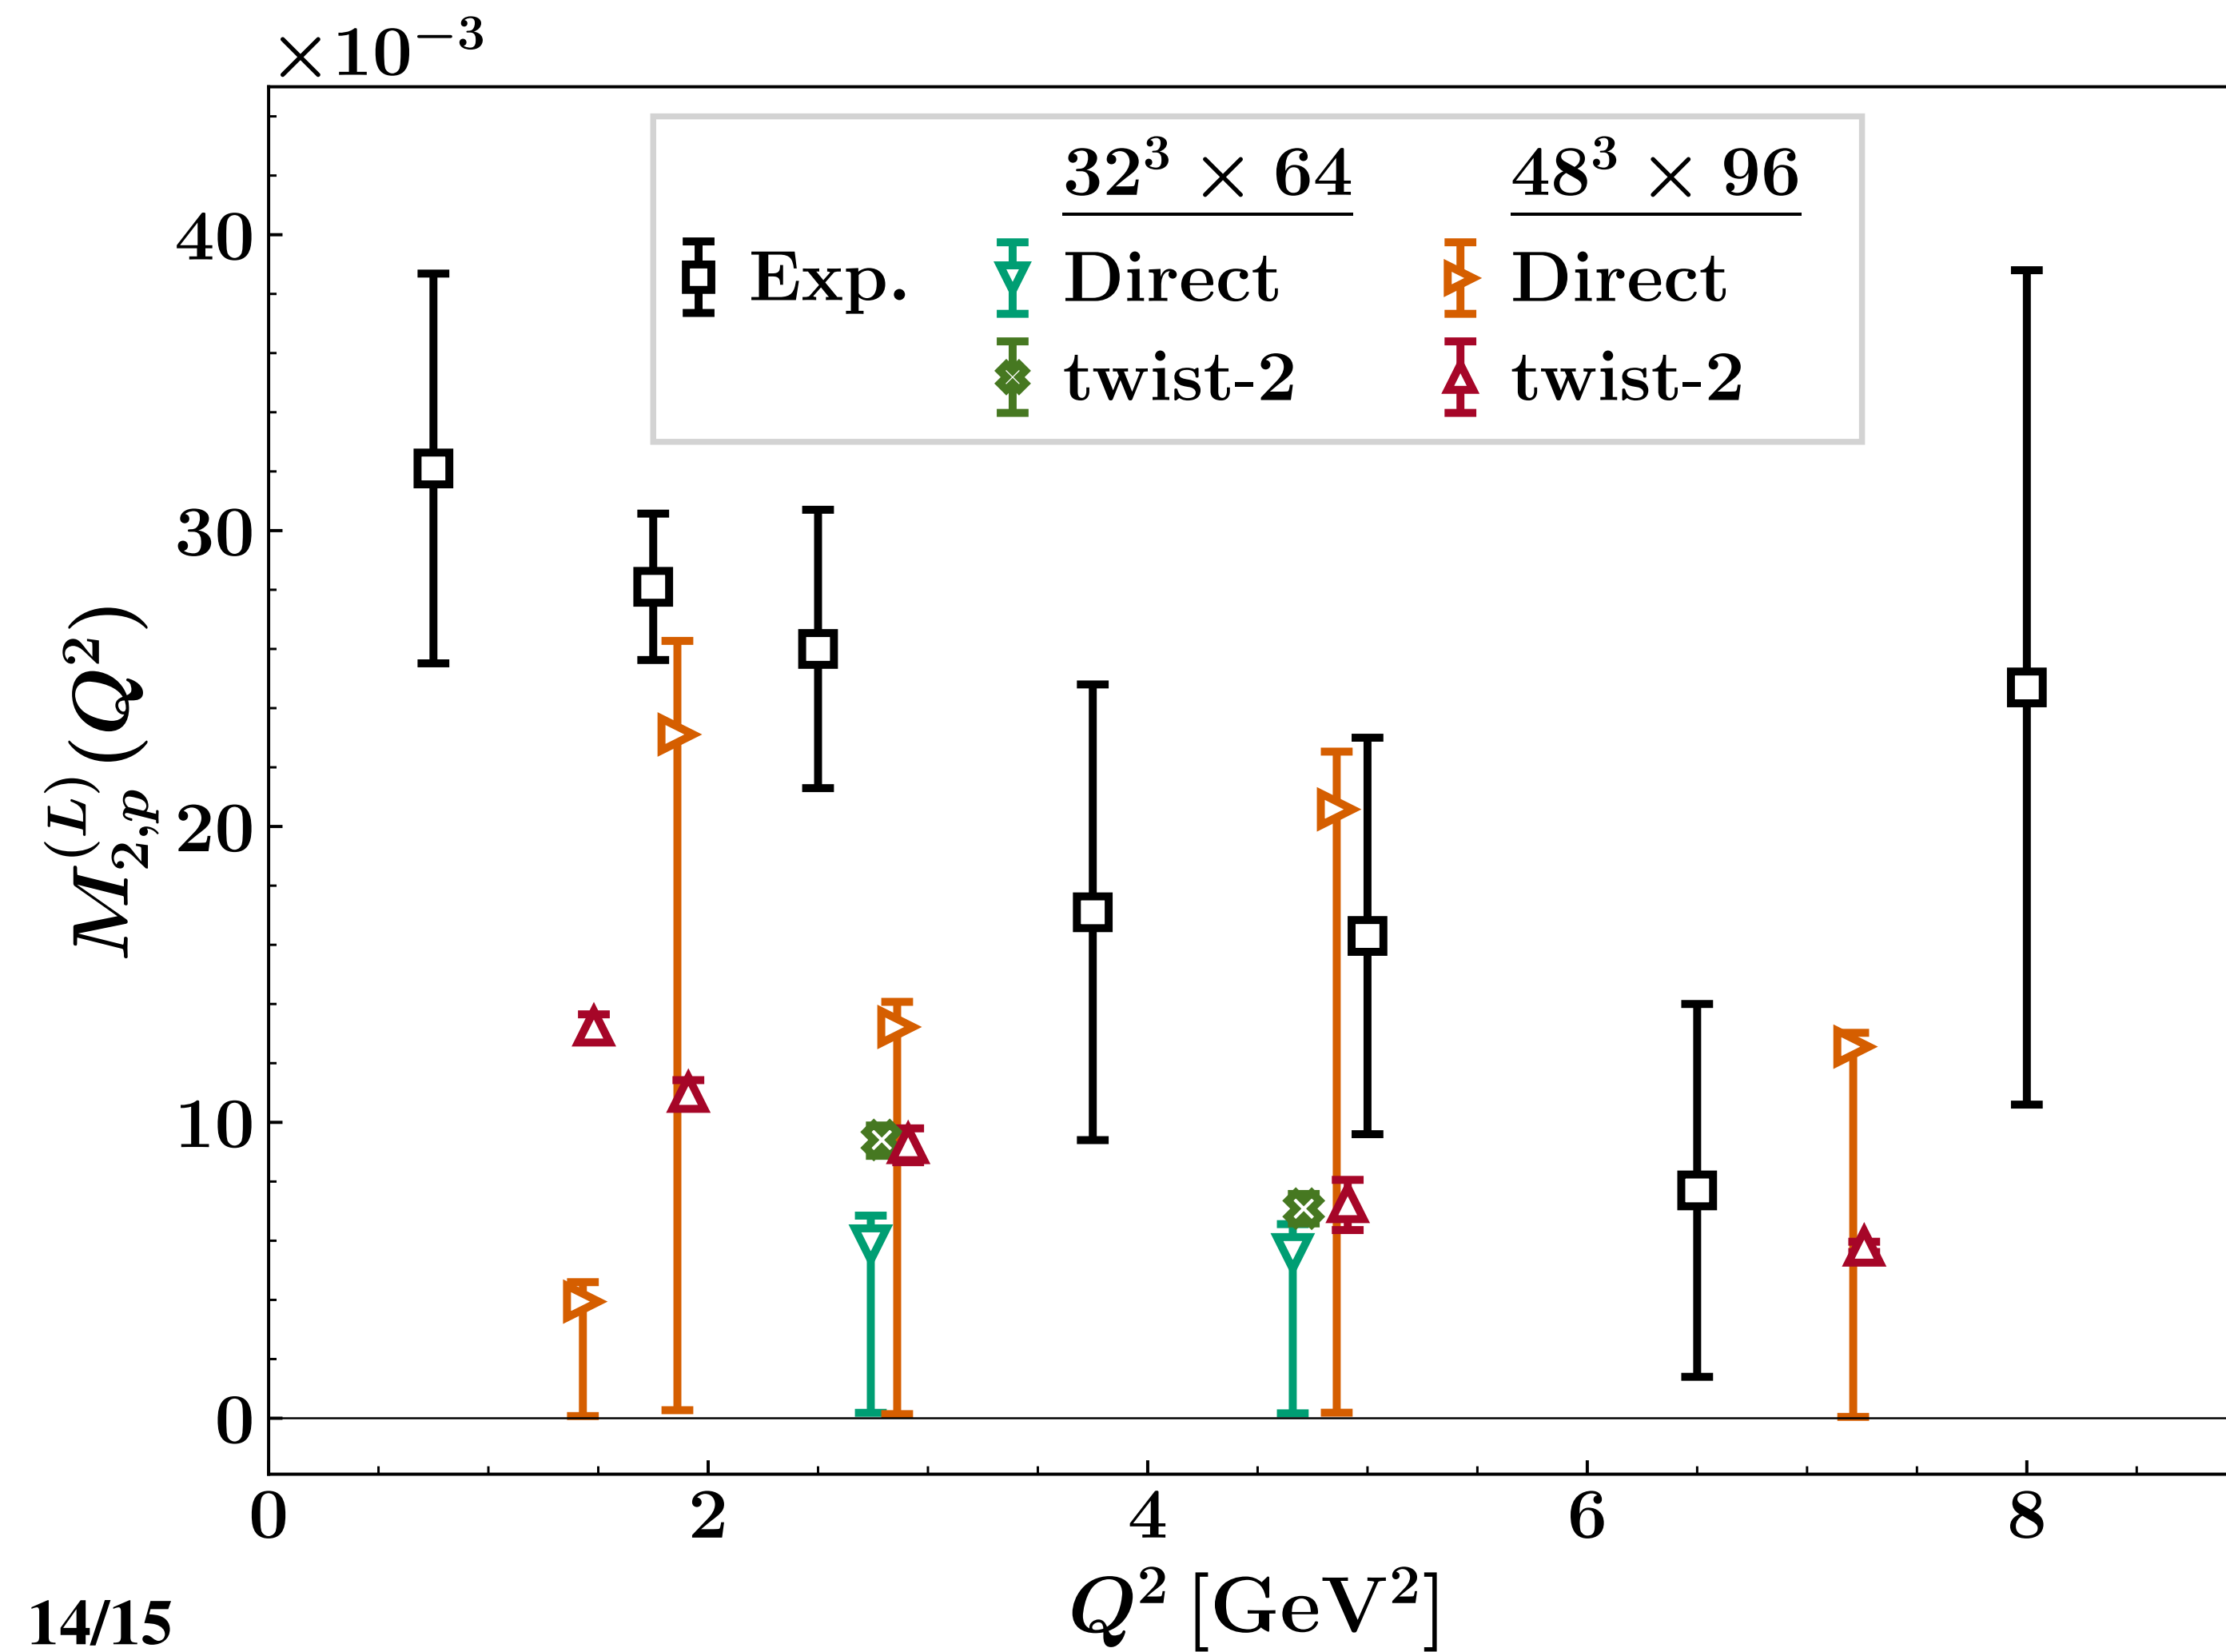 ×10⁻³
32³ × 64 48³ × 96
Exp. Direct Direct
twist-2 twist-2
40
30
20
10
0
M₂,ₚ⁽ᴸ⁾(Q²)
0 2 4 6 8
Q² [GeV²]
14/15